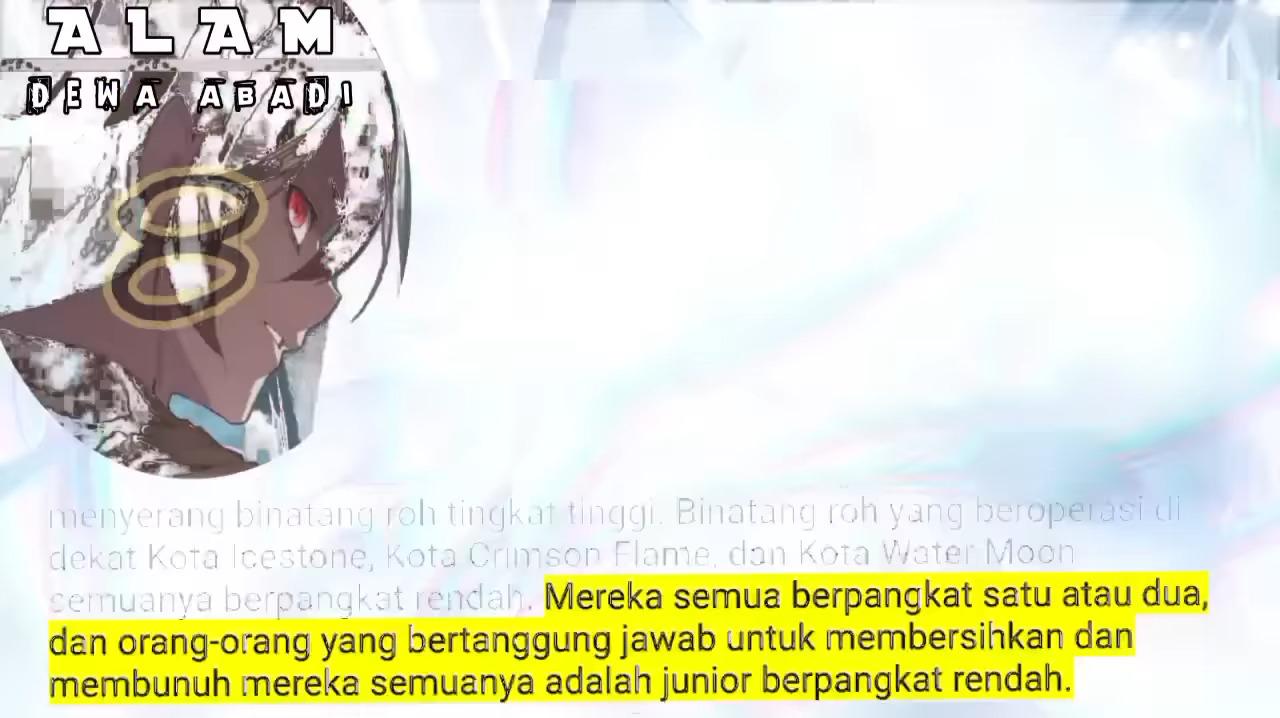 ALAM
DEWA ABADI
menyerang binatang roh tingkat tinggi. Binatang roh yang beroperasi di
dekat Kota Icestone, Kota Crimson Flame, dan Kota Water Moon
semuanya berpangkat rendah. Mereka semua berpangkat satu atau dua,
dan orang-orang yang bertanggung jawab untuk membersihkan dan
membunuh mereka semuanya adalah junior berpangkat rendah.